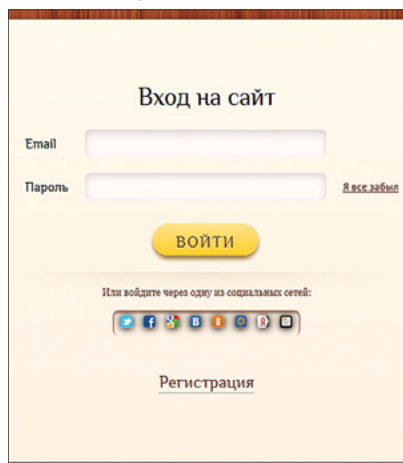 Вход на сайт
Email
Пароль Я все забыл
ВОЙТИ
Или войдите через одну из социальных сетей:
Регистрация